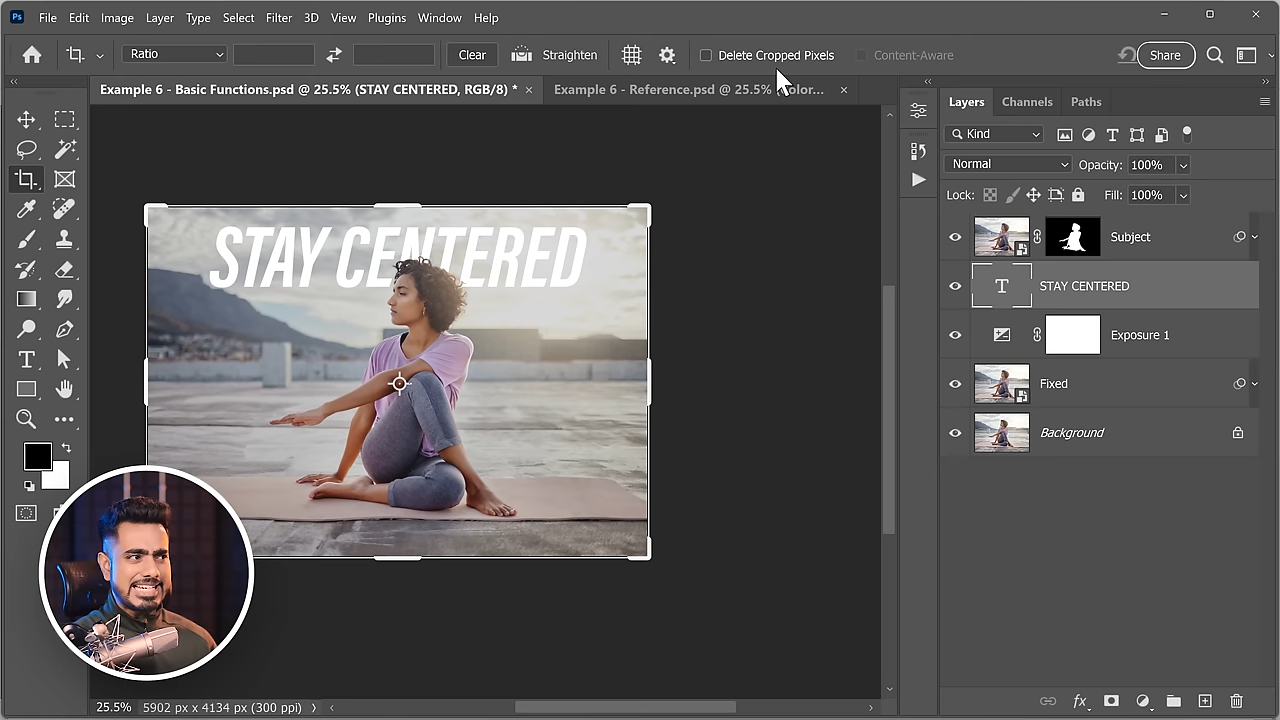 Ps File Edit Image Layer Type Select Filter 3D View Plugins Window Help
Ratio Clear Straighten Delete Cropped Pixels Content-Aware Share
Example 6 - Basic Functions.psd @ 25.5% (STAY CENTERED, RGB/8) *
Example 6 - Reference.psd @ 25.5%
Layers Channels Paths
Kind
Normal Opacity: 100%
Lock: Fill: 100%
STAY CENTERED
Subject
STAY CENTERED
Exposure 1
Fixed
Background
25.5% 5902 px x 4134 px (300 ppi)